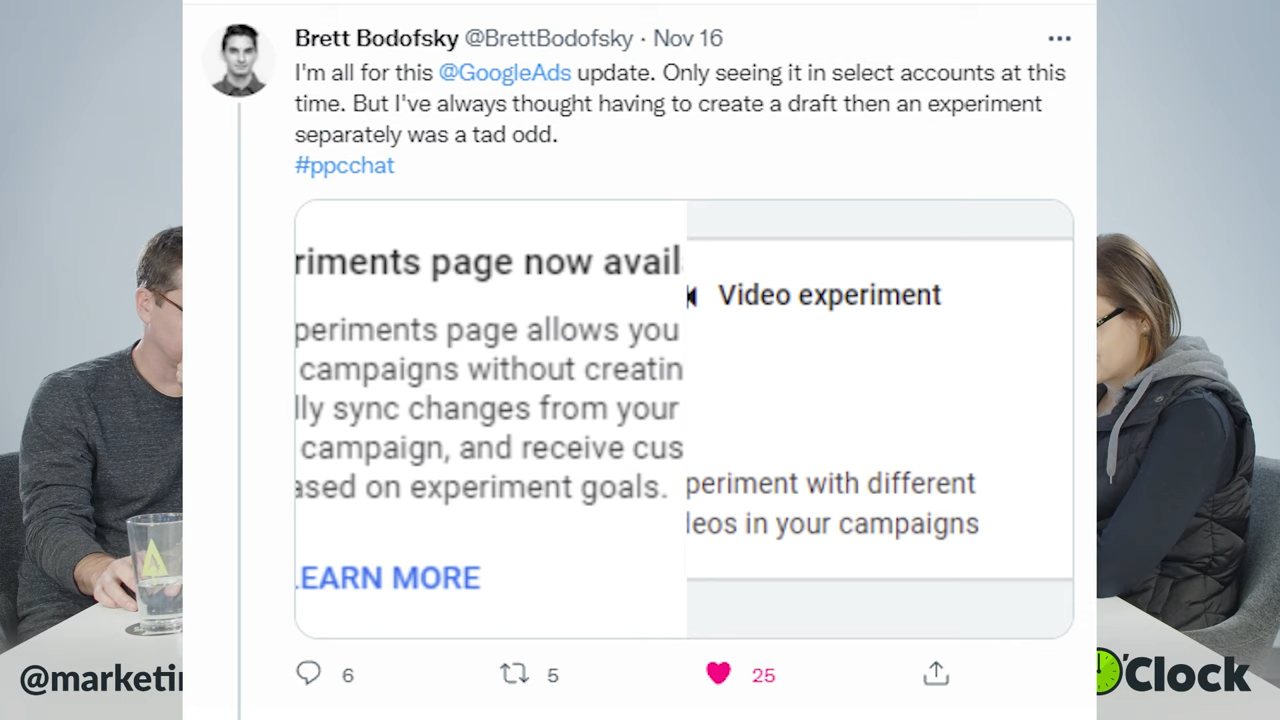 Brett Bodofsky @BrettBodofsky · Nov 16
I'm all for this @GoogleAds update. Only seeing it in select accounts at this
time. But I've always thought having to create a draft then an experiment
separately was a tad odd.
#ppcchat
riments page now avail
periments page allows you
campaigns without creatin
lly sync changes from your
campaign, and receive cus
ased on experiment goals.
LEARN MORE
Video experiment
periment with different
leos in your campaigns
6
5
25
@marketin
O'Clock